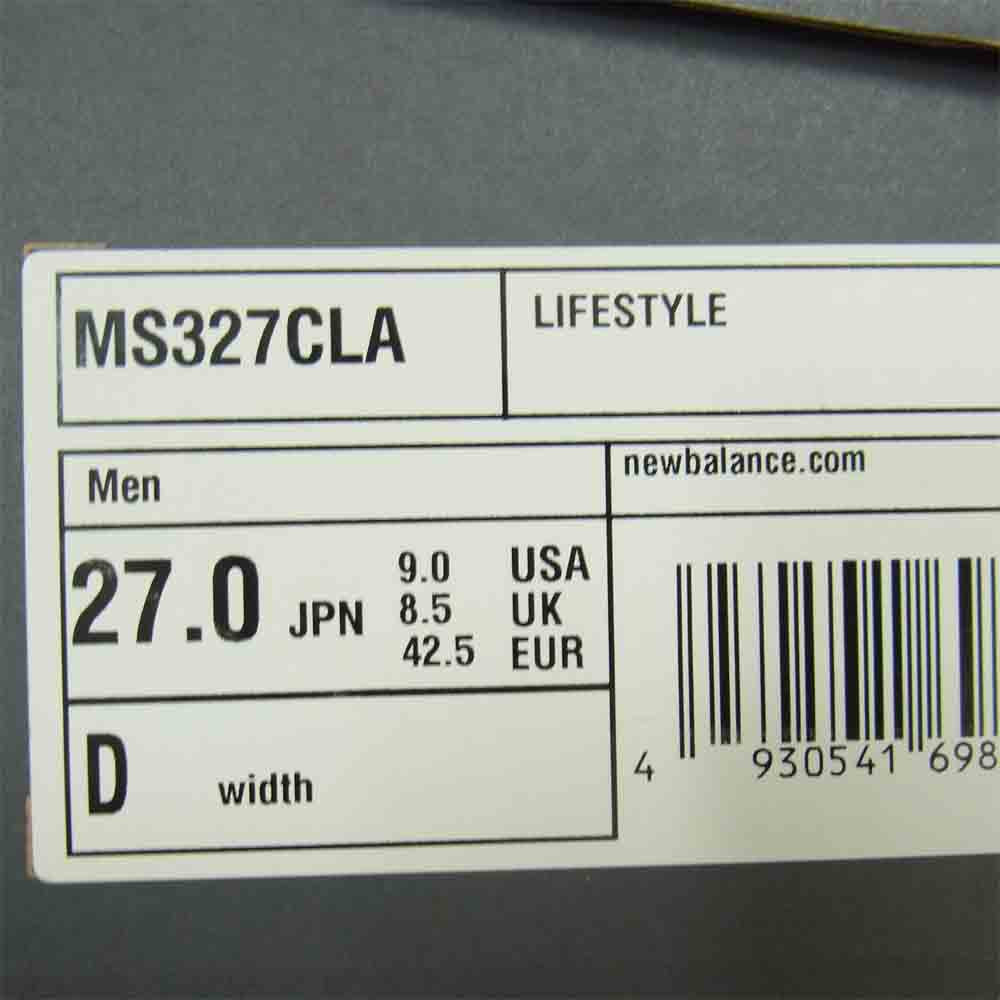 MS327CLA
LIFESTYLE
Men
newbalance.com
27.0 JPN
9.0 USA
8.5 UK
42.5 EUR
D width
4 930541 698